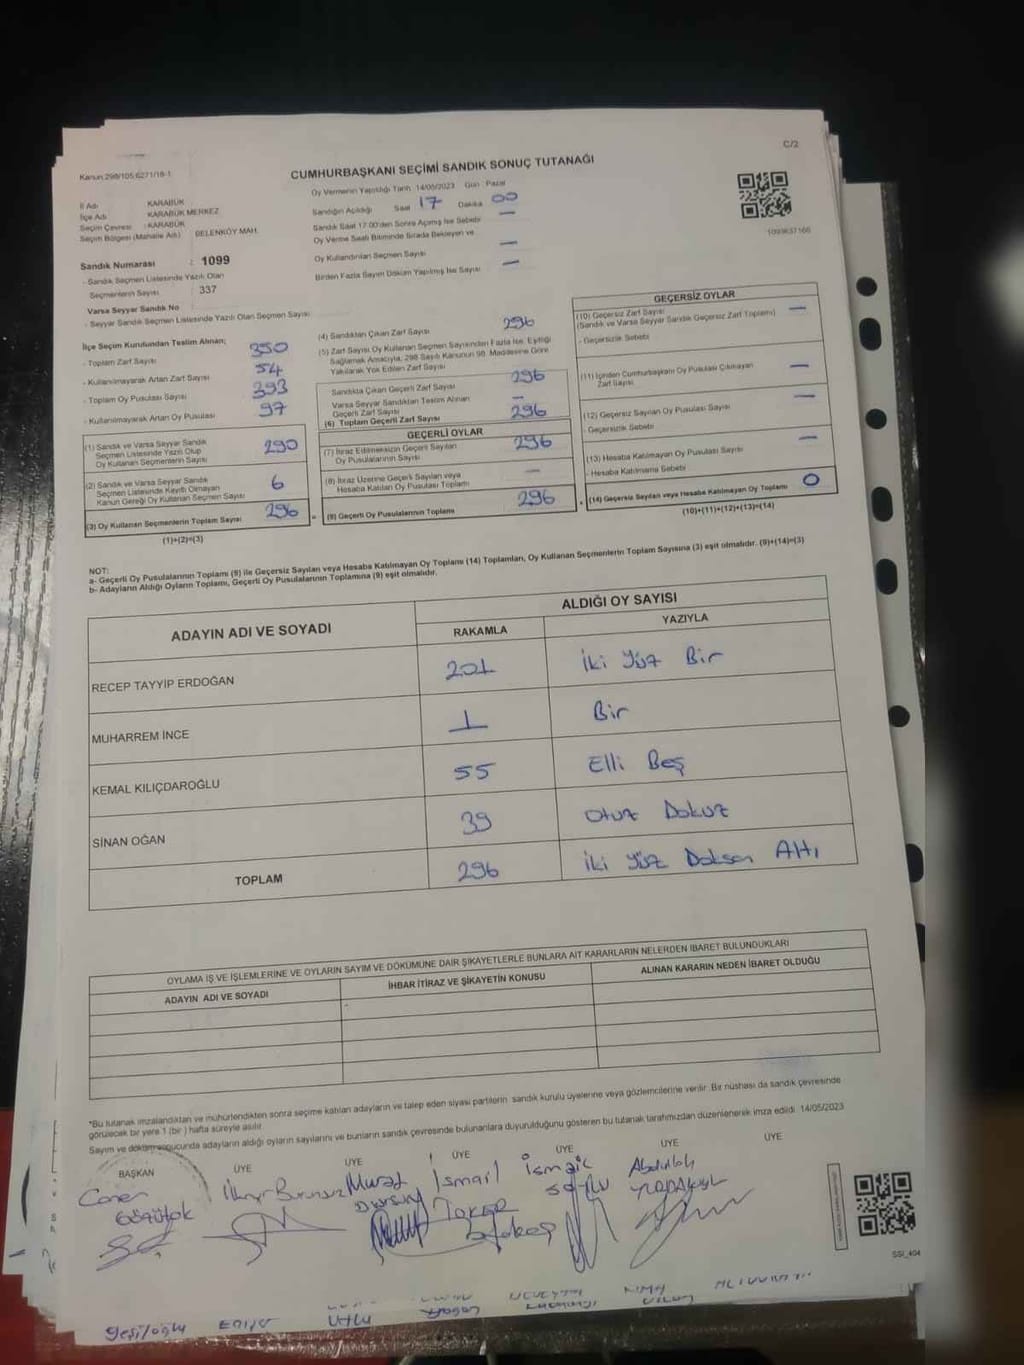 C/2
Kanun:298/105;6271/18-1
CUMHURBAŞKANI SEÇİMİ SANDIK SONUÇ TUTANAĞI
Oy Vermenin Yapıldığı Tarih 14/05/2023 Gün : Pazar
İl Adı KARABÜK
İlçe Adı KARABÜK MERKEZ
Seçim Çevresi : KARABÜK
Seçim Bölgesi (Mahalle Adı) BELENKÖY MAH.
Sandığın Açıldığı Saat 17 Dakika 00
Sandık Saat 17:00'den Sonra Açılmış İse Sebebi —
Oy Verme Saati Bitiminde Sırada Bekleyen ve
Oy Kullandırılan Seçmen Sayısı —
Birden Fazla Sayım Döküm Yapılmış İse Sayısı —
Sandık Numarası : 1099
- Sandık Seçmen Listesinde Yazılı Olan
Seçmenlerin Sayısı : 337
Varsa Seyyar Sandık No
- Seyyar Sandık Seçmen Listesinde Yazılı Olan Seçmen Sayısı
İlçe Seçim Kurulundan Teslim Alınan;
- Toplam Zarf Sayısı 350
- Kullanılmayarak Artan Zarf Sayısı 54
- Toplam Oy Pusulası Sayısı 393
- Kullanılmayarak Artan Oy Pusulası 97
(1) Sandık ve Varsa Seyyar Sandık
Seçmen Listesinde Yazılı Olup
Oy Kullanan Seçmenlerin Sayısı 290
(2) Sandık ve Varsa Seyyar Sandık
Seçmen Listesinde Kayıtlı Olmayan
Kanun Gereği Oy Kullanan Seçmen Sayısı 6
(3) Oy Kullanan Seçmenlerin Toplam Sayısı 296
(1)+(2)=(3)
(4) Sandıktan Çıkan Zarf Sayısı 296
(5) Zarf Sayısı Oy Kullanan Seçmen Sayısından Fazla İse, Eşitliği
Sağlamak Amacıyla, 298 Sayılı Kanunun 98. Maddesine Göre
Yakılarak Yok Edilen Zarf Sayısı
Sandıkta Çıkan Geçerli Zarf Sayısı 296
Varsa Seyyar Sandıktan Teslim Alınan
Geçerli Zarf Sayısı —
(6) Toplam Geçerli Zarf Sayısı 296
GEÇERLİ OYLAR
(7) İtiraz Edilmeksizin Geçerli Sayılan
Oy Pusulalarının Sayısı 296
(8) İtiraz Üzerine Geçerli Sayılan veya
Hesaba Katılan Oy Pusulası Toplamı —
(9) Geçerli Oy Pusulalarının Toplamı 296
GEÇERSİZ OYLAR
(10) Geçersiz Zarf Sayısı
(Sandık ve Varsa Seyyar Sandık Geçersiz Zarf Toplamı) —
- Geçersizlik Sebebi
(11) İçinden Cumhurbaşkanı Oy Pusulası Çıkmayan
Zarf Sayısı —
(12) Geçersiz Sayılan Oy Pusulası Sayısı —
- Geçersizlik Sebebi
(13) Hesaba Katılmayan Oy Pusulası Sayısı —
- Hesaba Katılmama Sebebi
(14) Geçersiz Sayılan veya Hesaba Katılmayan Oy Toplamı 0
(10)+(11)+(12)+(13)=(14)
NOT:
a- Geçerli Oy Pusulalarının Toplamı (9) ile Geçersiz Sayılan veya Hesaba Katılmayan Oy Toplamı (14) Toplamları, Oy Kullanan Seçmenlerin Toplam Sayısına (3) eşit olmalıdır. (9)+(14)=(3)
b- Adayların Aldığı Oyların Toplamı, Geçerli Oy Pusulalarının Toplamına (9) eşit olmalıdır.
ADAYIN ADI VE SOYADI
ALDIĞI OY SAYISI
RAKAMLA YAZIYLA
RECEP TAYYİP ERDOĞAN 201 İki Yüz Bir
MUHARREM İNCE 1 Bir
KEMAL KILIÇDAROĞLU 55 Elli Beş
SİNAN OĞAN 39 Otuz Dokuz
TOPLAM 296 İki Yüz Doksan Altı
OYLAMA İŞ VE İŞLEMLERİNE VE OYLARIN SAYIM VE DÖKÜMÜNE DAİR ŞİKAYETLERLE BUNLARA AİT KARARLARIN NELERDEN İBARET BULUNDUKLARI
ADAYIN ADI VE SOYADI İHBAR İTİRAZ VE ŞİKAYETİN KONUSU ALINAN KARARIN NEDEN İBARET OLDUĞU
*Bu tutanak imzalandıktan ve mühürlendikten sonra seçime katılan adayların ve talep eden siyasi partilerin sandık kurulu üyelerine veya gözlemcilerine verilir. Bir nüshası da sandık çevresinde
görülecek bir yere 1 (bir) hafta süreyle asılır.
Sayım ve döküm sonucunda adayların aldığı oyların sayılarını ve bunların sandık çevresinde bulunanlara duyurulduğunu gösteren bu tutanak tarafımızdan düzenlenerek imza edildi. 14/05/2023
BAŞKAN ÜYE ÜYE ÜYE ÜYE ÜYE ÜYE
Murat İsmail İsmail Abdullah
Dursun
SSİ_404
Yeşiloğlu